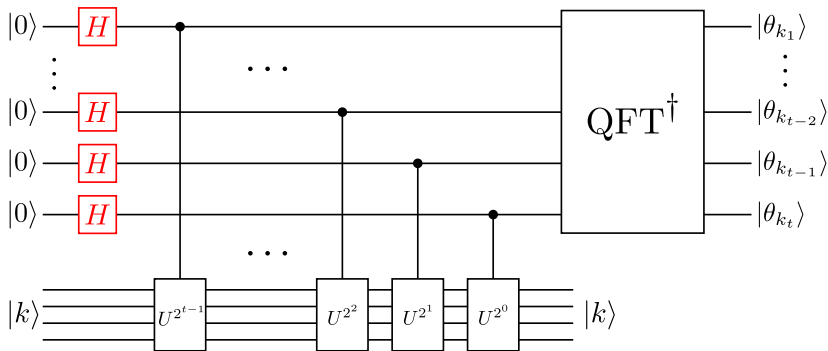 |0⟩ H |θ_{k_1}⟩
⋮ ⋯ ⋮
|0⟩ H QFT^† |θ_{k_{t−2}}⟩
|0⟩ H |θ_{k_{t−1}}⟩
|0⟩ H |θ_{k_t}⟩
⋯
|k⟩ U^{2^{t−1}} U^{2^2} U^{2^1} U^{2^0} |k⟩